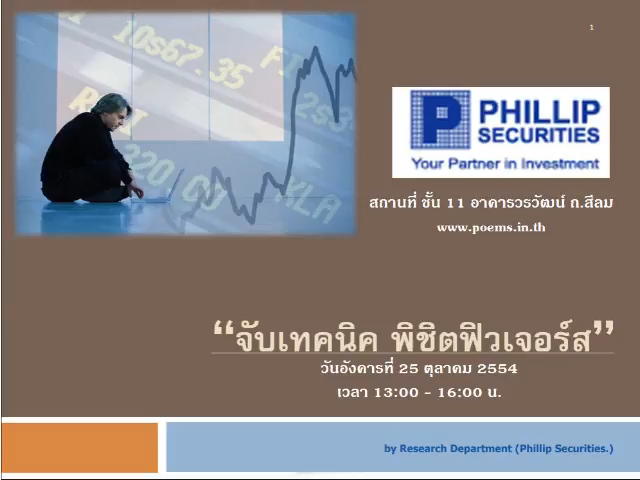 1
10s67.35
FI
KLA
PHILLIP
SECURITIES
Your Partner in Investment
สถานที่ ชั้น 11 อาคารวรวัฒน์ ถ.สีลม
www.poems.in.th
“จับเทคนิค พิชิตฟิวเจอร์ส”
วันอังคารที่ 25 ตุลาคม 2554
เวลา 13:00 - 16:00 น.
by Research Department (Phillip Securities.)